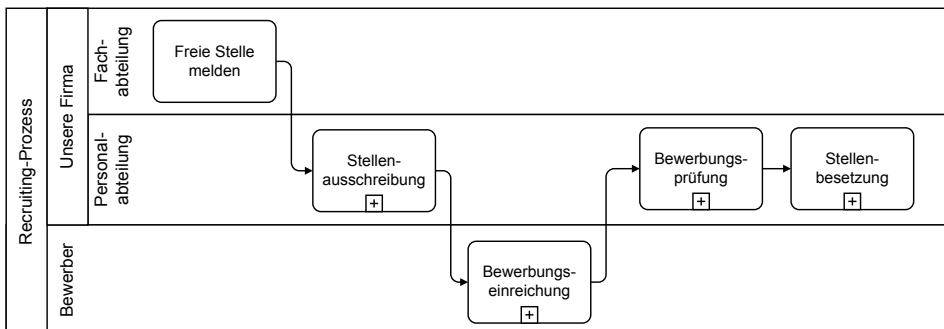 Recruiting-Prozess
Unsere Firma
Fach-
abteilung
Freie Stelle
melden
Personal-
abteilung
Stellen-
ausschreibung
Bewerbungs-
prüfung
Stellen-
besetzung
Bewerber
Bewerbungs-
einreichung